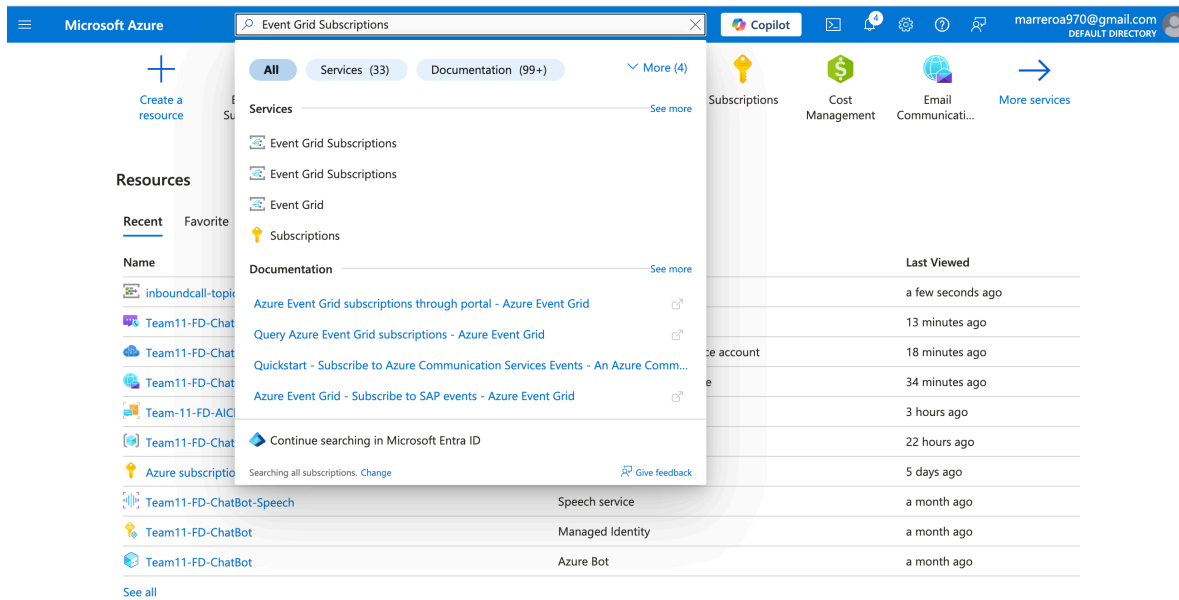 Microsoft Azure
Event Grid Subscriptions
Copilot
4
marreroa970@gmail.com
DEFAULT DIRECTORY
All
Services (33)
Documentation (99+)
More (4)
Services
See more
Event Grid Subscriptions
Event Grid Subscriptions
Event Grid
Subscriptions
Documentation
See more
Azure Event Grid subscriptions through portal - Azure Event Grid
Query Azure Event Grid subscriptions - Azure Event Grid
Quickstart - Subscribe to Azure Communication Services Events - An Azure Comm...
Azure Event Grid - Subscribe to SAP events - Azure Event Grid
Continue searching in Microsoft Entra ID
Searching all subscriptions. Change
Give feedback
Create a
resource
E
Su
Subscriptions
Cost
Management
Email
Communicati...
More services
Resources
Recent
Favorite
Name
Last Viewed
inboundcall-topic
a few seconds ago
Team11-FD-Chat
13 minutes ago
Team11-FD-Chat
ce account
18 minutes ago
Team11-FD-Chat
e
34 minutes ago
Team-11-FD-AICh
3 hours ago
Team11-FD-Chat
22 hours ago
Azure subscriptio
5 days ago
Team11-FD-ChatBot-Speech
Speech service
a month ago
Team11-FD-ChatBot
Managed Identity
a month ago
Team11-FD-ChatBot
Azure Bot
a month ago
See all